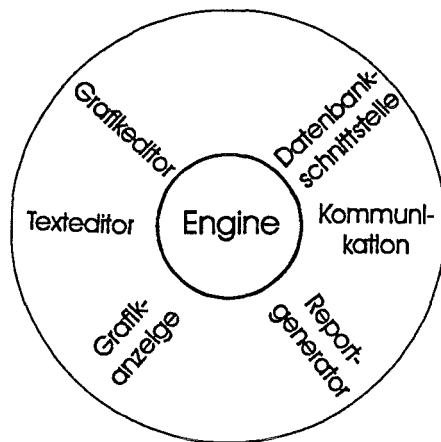 Grafikeditor
Datenbank-
schnittstelle
Texteditor
Engine
Kommuni-
kation
Grafik-
anzeige
Report-
generator